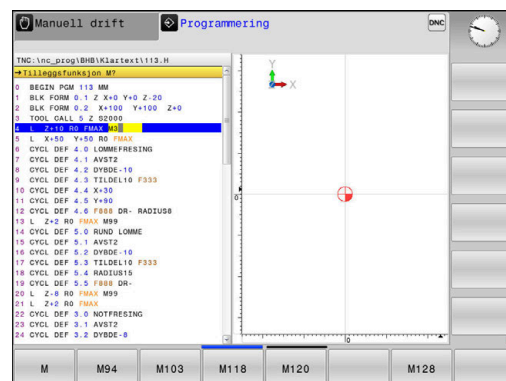 Manuell drift
Programmering
DNC
TNC:\nc_prog\BHB\Klartext\113.H
→Tilleggsfunksjon M?
0 BEGIN PGM 113 MM
1 BLK FORM 0.1 Z X+0 Y+0 Z-20
2 BLK FORM 0.2 X+100 Y+100 Z+0
3 TOOL CALL 5 Z S2000
4 L Z+10 R0 FMAX M3
5 L X+50 Y+50 R0 FMAX
6 CYCL DEF 4.0 LOMMEFRESING
7 CYCL DEF 4.1 AVST2
8 CYCL DEF 4.2 DYBDE-10
9 CYCL DEF 4.3 TILDEL10 F333
10 CYCL DEF 4.4 X+30
11 CYCL DEF 4.5 Y+90
12 CYCL DEF 4.6 F888 DR- RADIUS8
13 L Z+2 R0 FMAX M99
14 CYCL DEF 5.0 RUND LOMME
15 CYCL DEF 5.1 AVST2
16 CYCL DEF 5.2 DYBDE-10
17 CYCL DEF 5.3 TILDEL10 F333
18 CYCL DEF 5.4 RADIUS15
19 CYCL DEF 5.5 F888 DR-
20 L Z-8 R0 FMAX M99
21 L Z+2 R0 FMAX
22 CYCL DEF 3.0 NOTFRESING
23 CYCL DEF 3.1 AVST2
24 CYCL DEF 3.2 DYBDE-8
Y
X
0
0
M M94 M103 M118 M120 M128